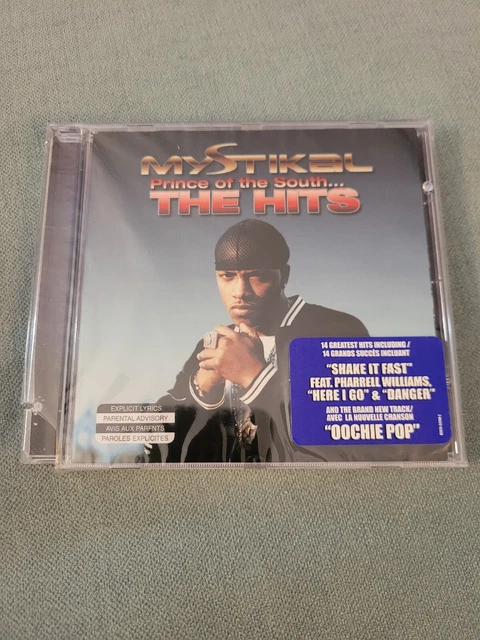 MYSTIKAL
Prince of the South...
THE HITS
14 GREATEST HITS INCLUDING /
14 GRANDS SUCCÈS INCLUANT
"SHAKE IT FAST"
FEAT. PHARRELL WILLIAMS,
"HERE I GO" & "DANGER"
AND THE BRAND NEW TRACK/
AVEC LA NOUVELLE CHANSON
"OOCHIE POP"
EXPLICIT LYRICS
PARENTAL ADVISORY
AVIS AUX PARENTS
PAROLES EXPLICITES